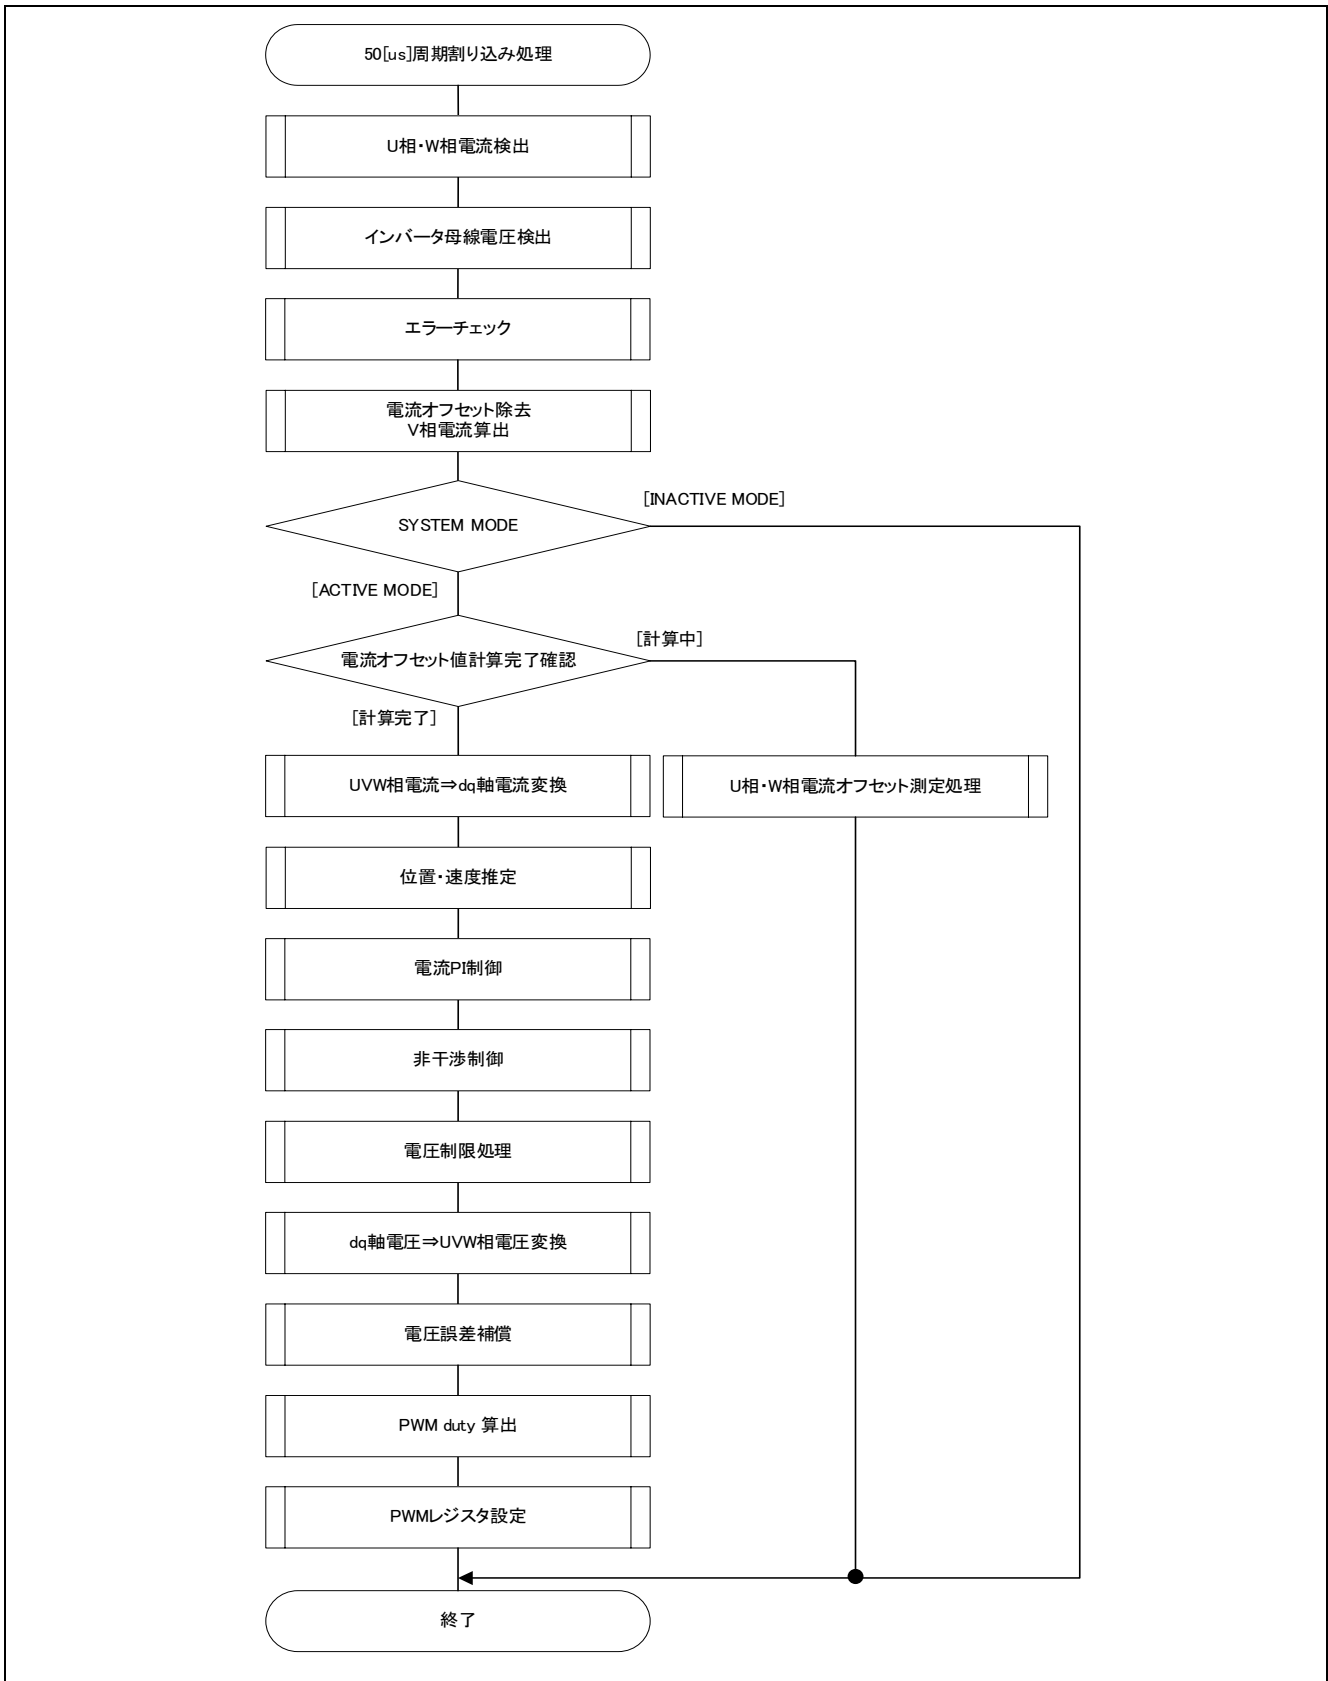 50[us]周期割り込み処理
U相・W相電流検出
インバータ母線電圧検出
エラーチェック
電流オフセット除去
V相電流算出
[INACTIVE MODE]
SYSTEM MODE
[ACTIVE MODE]
[計算中]
電流オフセット値計算完了確認
[計算完了]
UVW相電流⇒dq軸電流変換
U相・W相電流オフセット測定処理
位置・速度推定
電流PI制御
非干渉制御
電圧制限処理
dq軸電圧⇒UVW相電圧変換
電圧誤差補償
PWM duty 算出
PWMレジスタ設定
終了